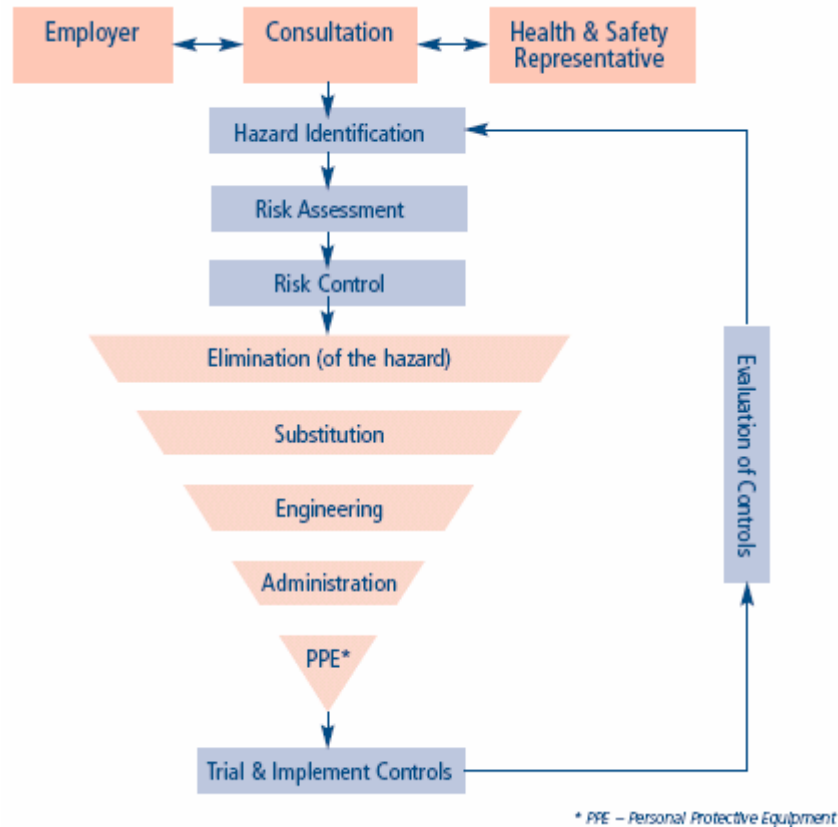 Employer
Consultation
Health & Safety
Representative
Hazard Identification
Risk Assessment
Risk Control
Elimination (of the hazard)
Substitution
Engineering
Administration
PPE*
Trial & Implement Controls
Evaluation of Controls
* PPE – Personal Protective Equipment